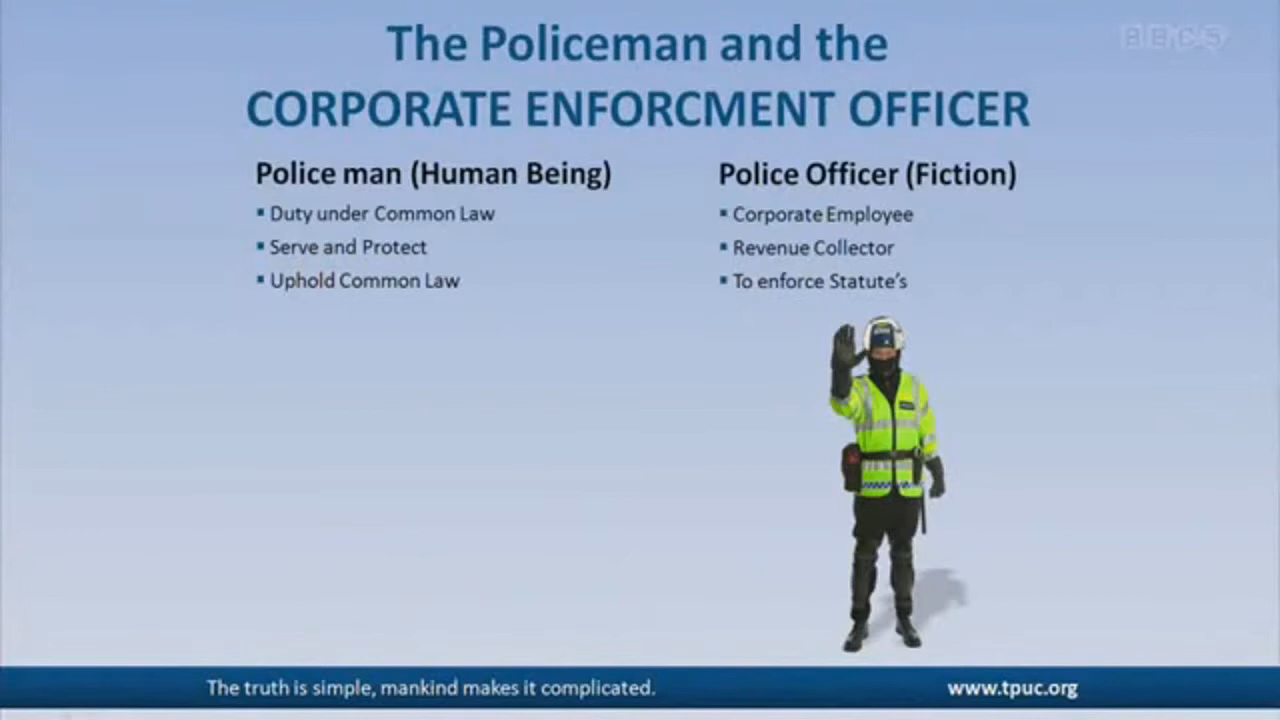 The Policeman and the
CORPORATE ENFORCMENT OFFICER
BBC 5
Police man (Human Being)
▪ Duty under Common Law
▪ Serve and Protect
▪ Uphold Common Law
Police Officer (Fiction)
▪ Corporate Employee
▪ Revenue Collector
▪ To enforce Statute's
The truth is simple, mankind makes it complicated.
www.tpuc.org